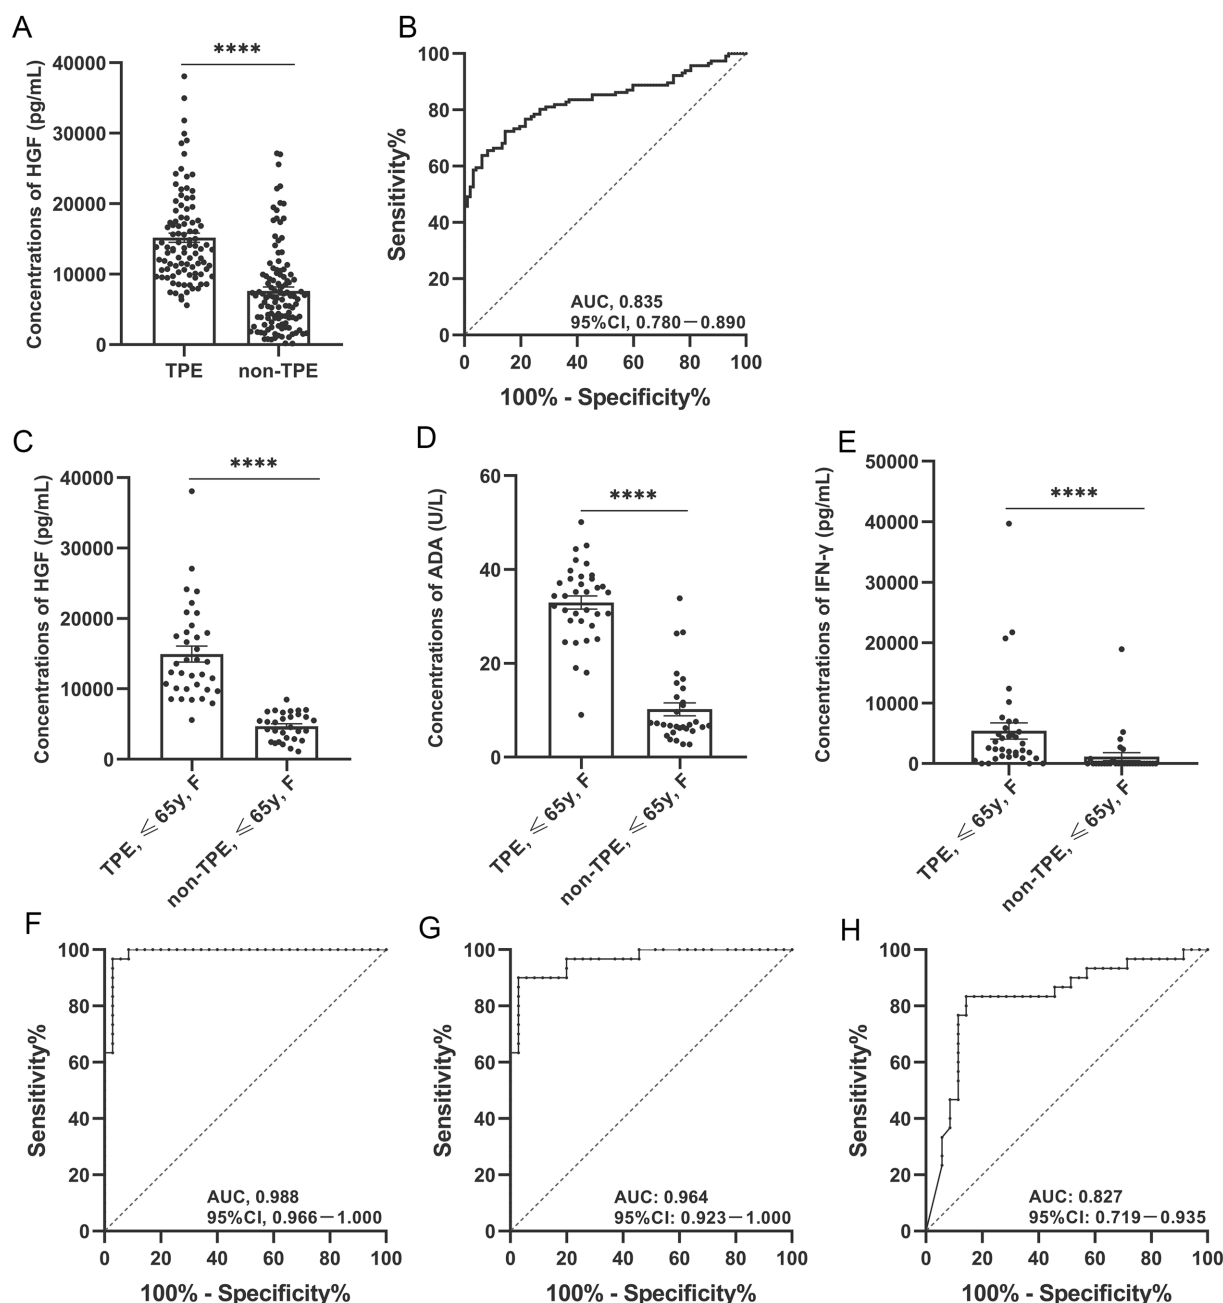 A
Concentrations of HGF (pg/mL)
****
40000
30000
20000
10000
0
TPE
non-TPE
B
Sensitivity%
100
80
60
40
20
0
AUC, 0.835
95%CI, 0.780－0.890
0 20 40 60 80 100
100% - Specificity%
C
Concentrations of HGF (pg/mL)
****
40000
30000
20000
10000
0
TPE, ≦ 65y, F
non-TPE, ≦ 65y, F
D
Concentrations of ADA (U/L)
****
60
40
20
0
TPE, ≦ 65y, F
non-TPE, ≦ 65y, F
E
Concentrations of IFN-γ (pg/mL)
****
50000
40000
30000
20000
10000
0
TPE, ≦ 65y, F
non-TPE, ≦ 65y, F
F
Sensitivity%
100
80
60
40
20
0
AUC, 0.988
95%CI, 0.966－1.000
0 20 40 60 80 100
100% - Specificity%
G
Sensitivity%
100
80
60
40
20
0
AUC: 0.964
95%CI: 0.923－1.000
0 20 40 60 80 100
100% - Specificity%
H
Sensitivity%
100
80
60
40
20
0
AUC: 0.827
95%CI: 0.719－0.935
0 20 40 60 80 100
100% - Specificity%